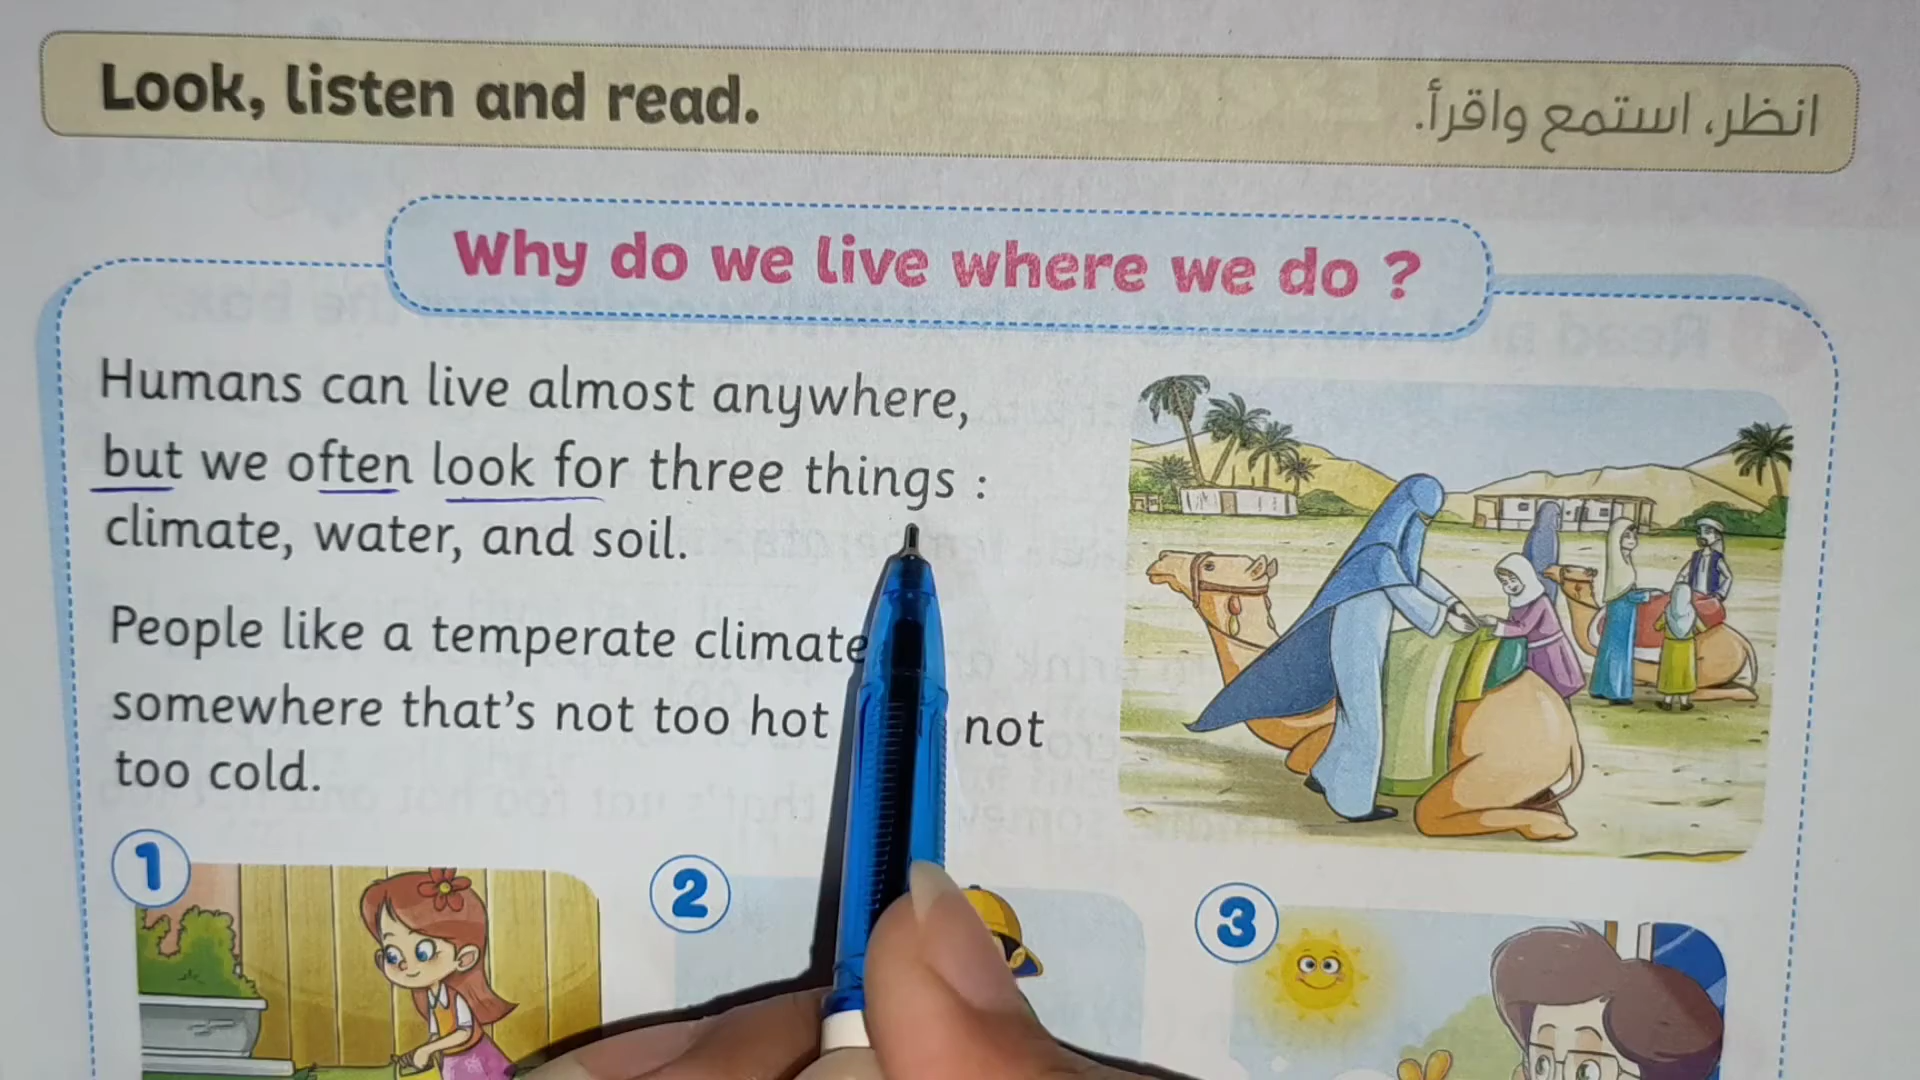 Look, listen and read.
انظر، استمع واقرأ.
Why do we live where we do ?
Humans can live almost anywhere,
but we often look for three things :
climate, water, and soil.
People like a temperate climate
somewhere that's not too hot not
too cold.
1
2
3